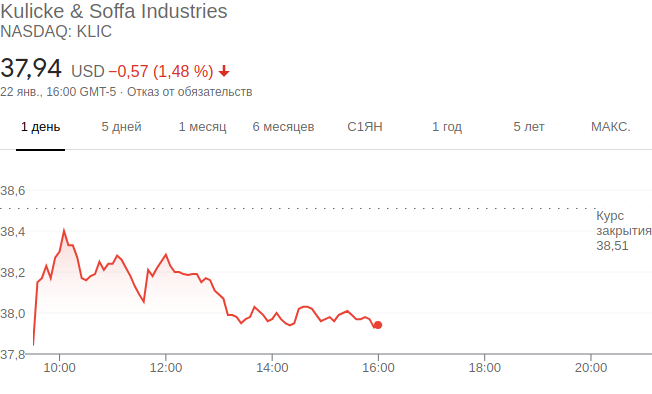 Kulicke & Soffa Industries
NASDAQ: KLIC
37,94 USD −0,57 (1,48 %)
22 янв., 16:00 GMT-5 · Отказ от обязательств
1 день 5 дней 1 месяц 6 месяцев С1ЯН 1 год 5 лет МАКС.
38,6
Курс
закрытия
38,51
38,4
38,2
38,0
37,8
10:00 12:00 14:00 16:00 18:00 20:00